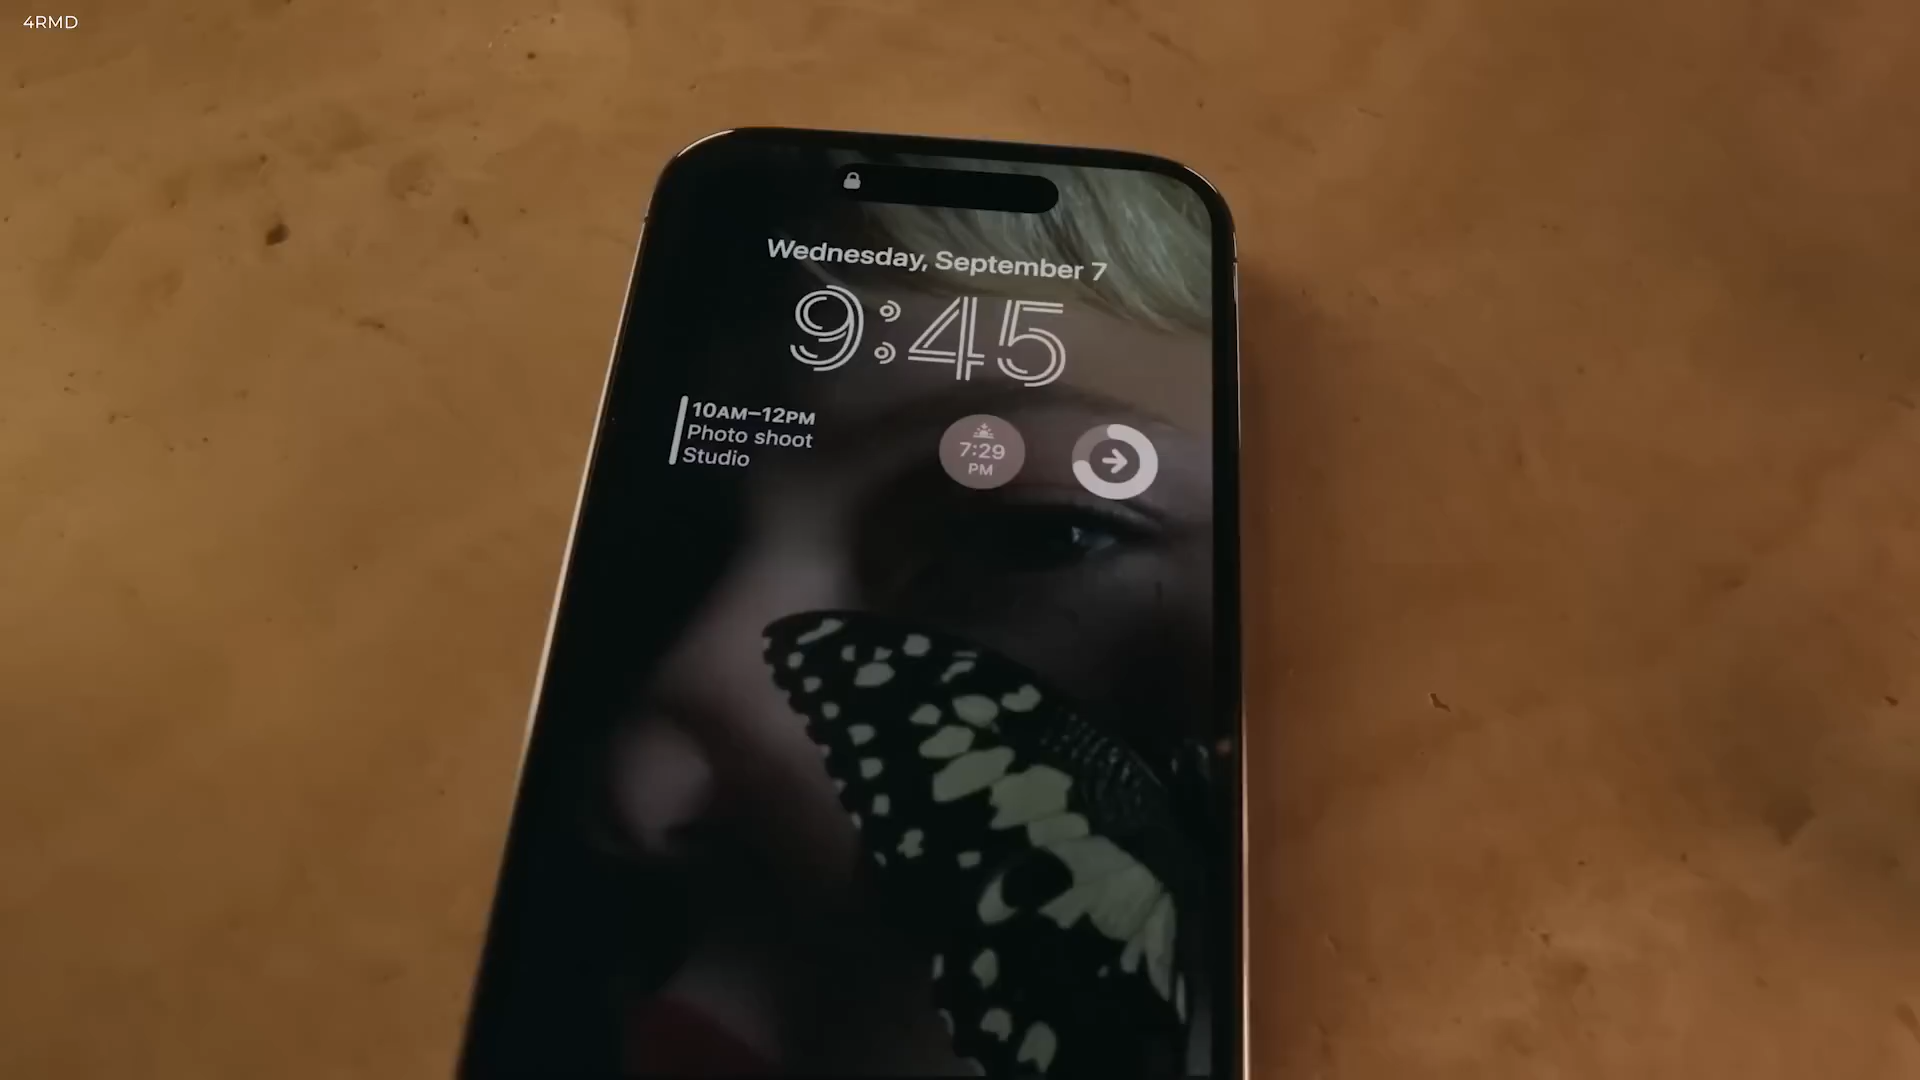 4RMD
Wednesday, September 7
9:45
10AM–12PM
Photo shoot
Studio
7:29
PM